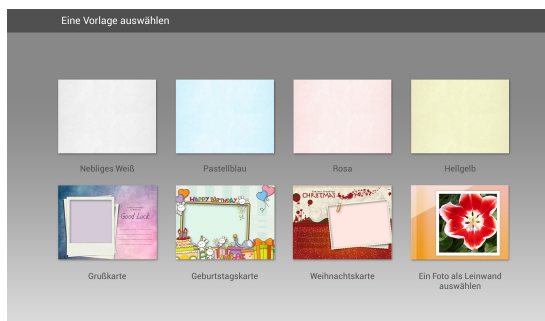 Eine Vorlage auswählen
Nebliges Weiß
Pastellblau
Rosa
Hellgelb
Good Luck
HAPPY BIRTHDAY
CHRISTMAS
Grußkarte
Geburtstagskarte
Weihnachtskarte
Ein Foto als Leinwand
auswählen